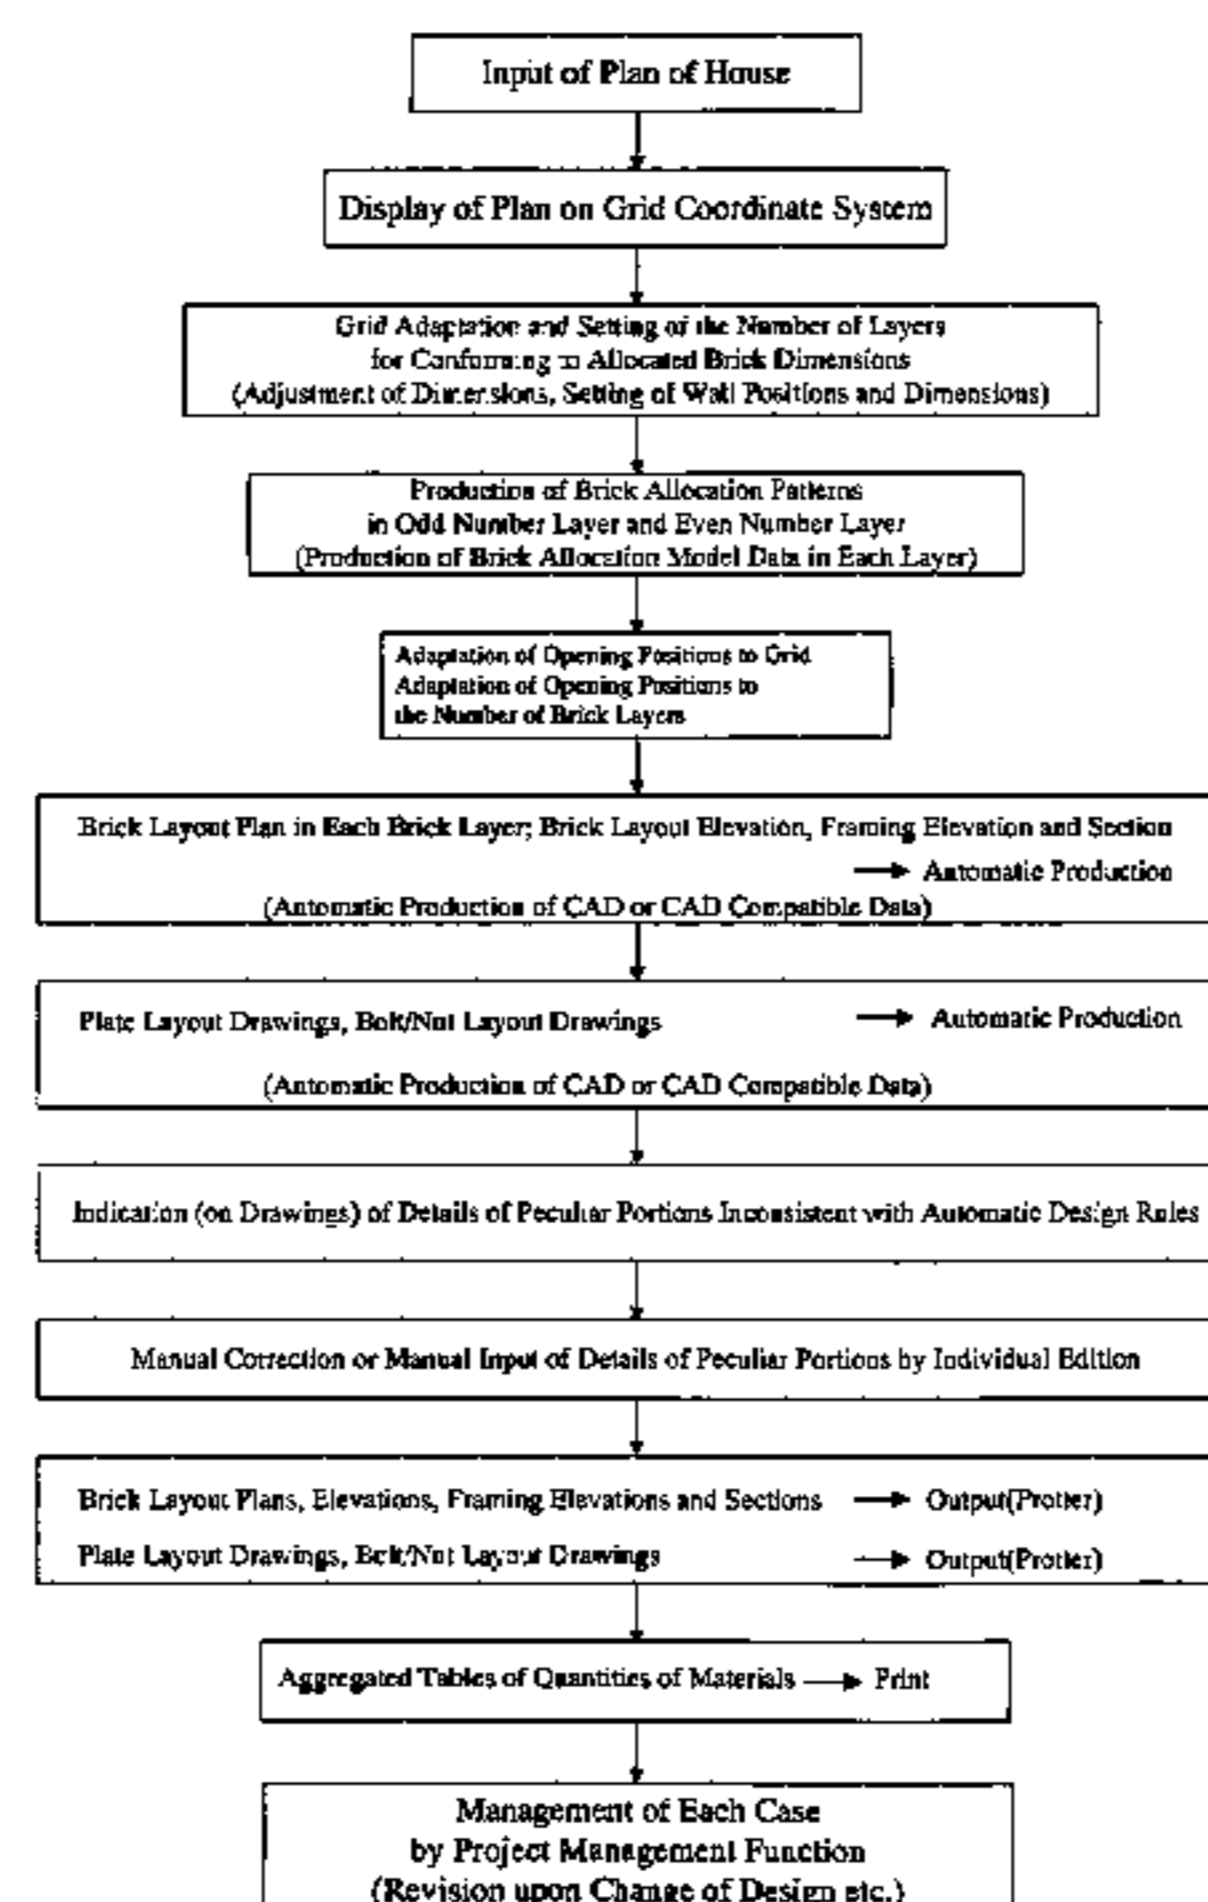 Input of Plan of House
Display of Plan on Grid Coordinate System
Grid Adaptation and Setting of the Number of Layers
for Conforming to Allocated Brick Dimensions
(Adjustment of Dimensions, Setting of Wall Positions and Dimensions)
Production of Brick Allocation Patterns
in Odd Number Layer and Even Number Layer
(Production of Brick Allocation Model Data in Each Layer)
Adaptation of Opening Positions to Grid
Adaptation of Opening Positions to
the Number of Brick Layers
Brick Layout Plan in Each Brick Layer; Brick Layout Elevation, Framing Elevation and Section
Automatic Production
(Automatic Production of CAD or CAD Compatible Data)
Plate Layout Drawings, Bolt/Nut Layout Drawings Automatic Production
(Automatic Production of CAD or CAD Compatible Data)
Indication (on Drawings) of Details of Peculiar Portions Inconsistent with Automatic Design Rules
Manual Correction or Manual Input of Details of Peculiar Portions by Individual Edition
Brick Layout Plans, Elevations, Framing Elevations and Sections Output(Protter)
Plate Layout Drawings, Bolt/Nut Layout Drawings Output(Protter)
Aggregated Tables of Quantities of Materials Print
Management of Each Case
by Project Management Function
(Revision upon Change of Design etc.)